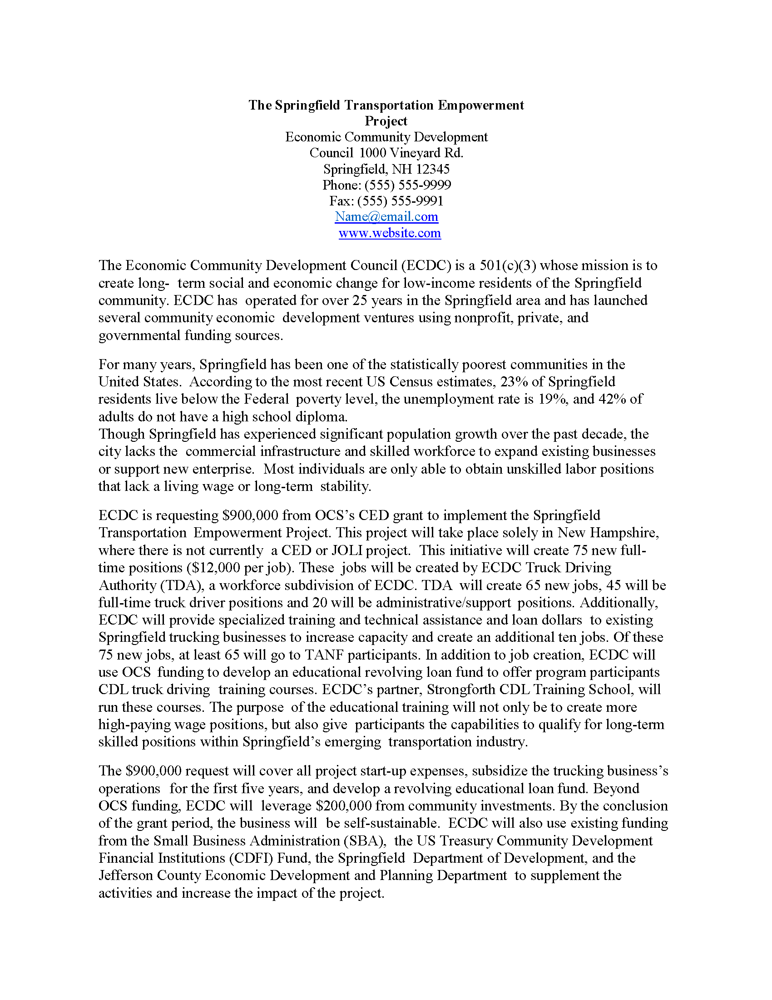 The Springfield Transportation Empowerment
Project
Economic Community Development
Council 1000 Vineyard Rd.
Springfield, NH 12345
Phone: (555) 555-9999
Fax: (555) 555-9991
Name@email.com
www.website.com
The Economic Community Development Council (ECDC) is a 501(c)(3) whose mission is to
create long- term social and economic change for low-income residents of the Springfield
community. ECDC has operated for over 25 years in the Springfield area and has launched
several community economic development ventures using nonprofit, private, and
governmental funding sources.
For many years, Springfield has been one of the statistically poorest communities in the
United States. According to the most recent US Census estimates, 23% of Springfield
residents live below the Federal poverty level, the unemployment rate is 19%, and 42% of
adults do not have a high school diploma.
Though Springfield has experienced significant population growth over the past decade, the
city lacks the commercial infrastructure and skilled workforce to expand existing businesses
or support new enterprise. Most individuals are only able to obtain unskilled labor positions
that lack a living wage or long-term stability.
ECDC is requesting $900,000 from OCS’s CED grant to implement the Springfield
Transportation Empowerment Project. This project will take place solely in New Hampshire,
where there is not currently a CED or JOLI project. This initiative will create 75 new full-
time positions ($12,000 per job). These jobs will be created by ECDC Truck Driving
Authority (TDA), a workforce subdivision of ECDC. TDA will create 65 new jobs, 45 will be
full-time truck driver positions and 20 will be administrative/support positions. Additionally,
ECDC will provide specialized training and technical assistance and loan dollars to existing
Springfield trucking businesses to increase capacity and create an additional ten jobs. Of these
75 new jobs, at least 65 will go to TANF participants. In addition to job creation, ECDC will
use OCS funding to develop an educational revolving loan fund to offer program participants
CDL truck driving training courses. ECDC’s partner, Strongforth CDL Training School, will
run these courses. The purpose of the educational training will not only be to create more
high-paying wage positions, but also give participants the capabilities to qualify for long-term
skilled positions within Springfield’s emerging transportation industry.
The $900,000 request will cover all project start-up expenses, subsidize the trucking business’s
operations for the first five years, and develop a revolving educational loan fund. Beyond
OCS funding, ECDC will leverage $200,000 from community investments. By the conclusion
of the grant period, the business will be self-sustainable. ECDC will also use existing funding
from the Small Business Administration (SBA), the US Treasury Community Development
Financial Institutions (CDFI) Fund, the Springfield Department of Development, and the
Jefferson County Economic Development and Planning Department to supplement the
activities and increase the impact of the project.